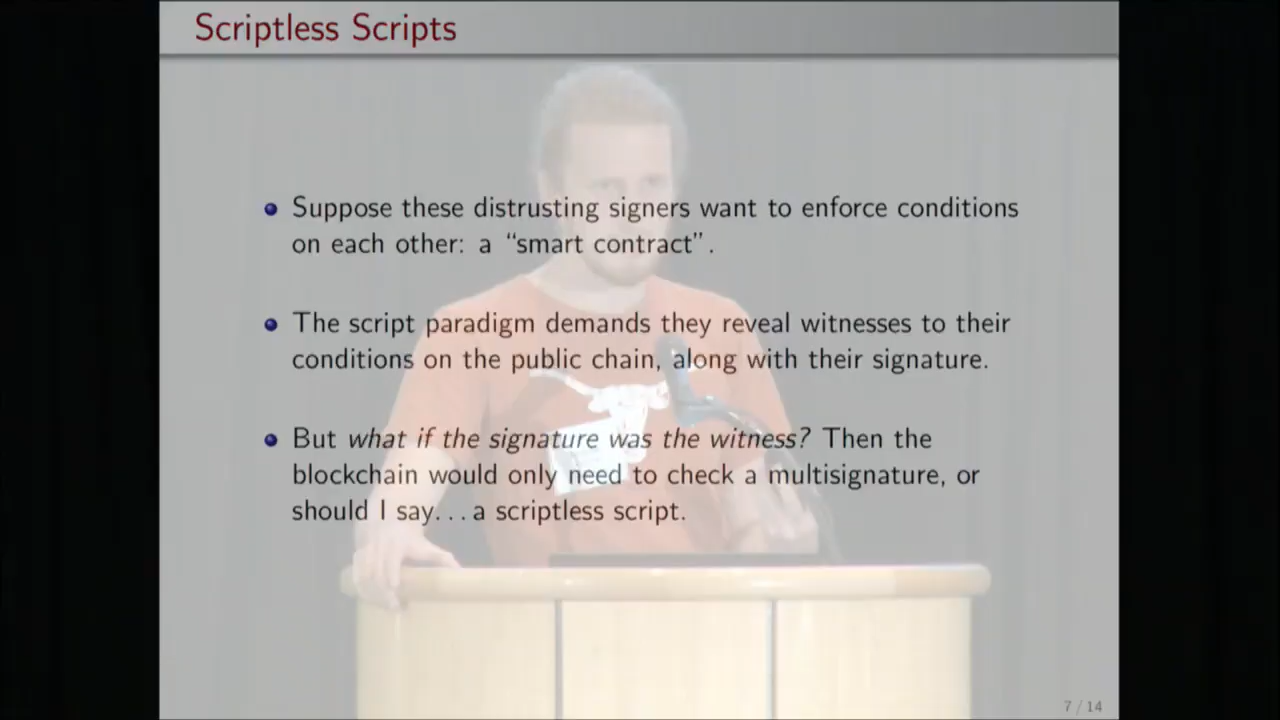 Scriptless Scripts
Suppose these distrusting signers want to enforce conditions
on each other: a “smart contract”.
The script paradigm demands they reveal witnesses to their
conditions on the public chain, along with their signature.
But what if the signature was the witness? Then the
blockchain would only need to check a multisignature, or
should I say...a scriptless script.
7 / 14